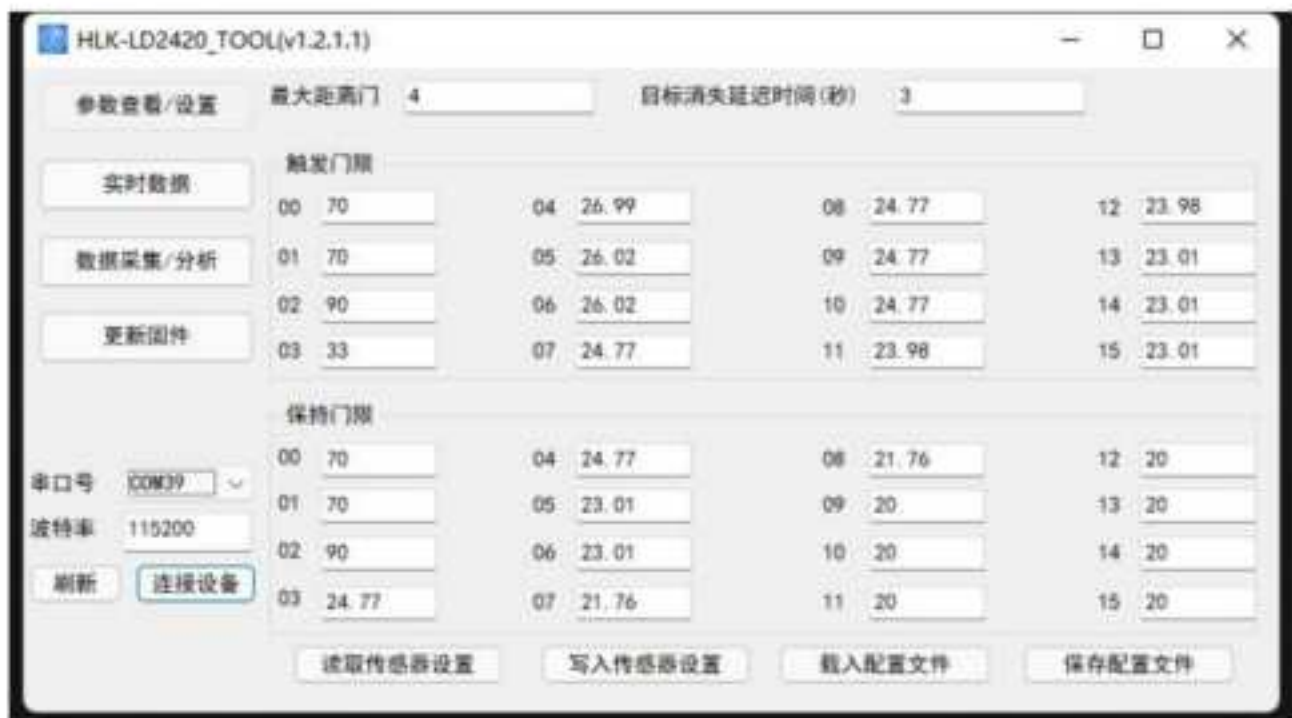 HLK-LD2420_TOOL(v1.2.1.1)
参数查看/设置 最大距离门 4 目标消失延迟时间(秒) 3
触发门限
实时数据
00 70 04 26.99 08 24.77 12 23.98
数据采集/分析
01 70 05 26.02 09 24.77 13 23.01
02 90 06 26.02 10 24.77 14 23.01
更新固件
03 33 07 24.77 11 23.98 15 23.01
保持门限
00 70 04 24.77 08 21.76 12 20
串口号 COM39
01 70 05 23.01 09 20 13 20
波特率 115200
02 90 06 23.01 10 20 14 20
刷新 连接设备
03 24.77 07 21.76 11 20 15 20
读取传感器设置 写入传感器设置 载入配置文件 保存配置文件